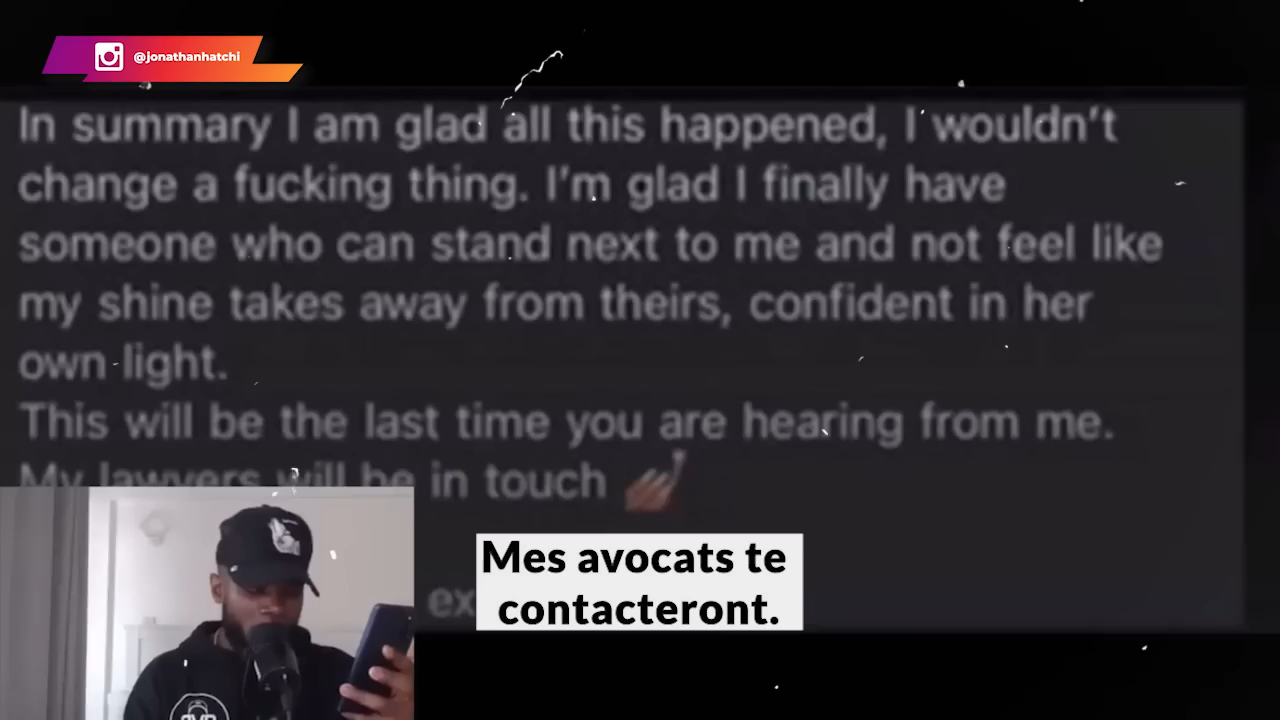 @jonathanhatchi
In summary I am glad all this happened, I wouldn't
change a fucking thing. I'm glad I finally have
someone who can stand next to me and not feel like
my shine takes away from theirs, confident in her
own light.
This will be the last time you are hearing from me.
My lawyers will be in touch 💅🏾
Mes avocats te
contacteront.